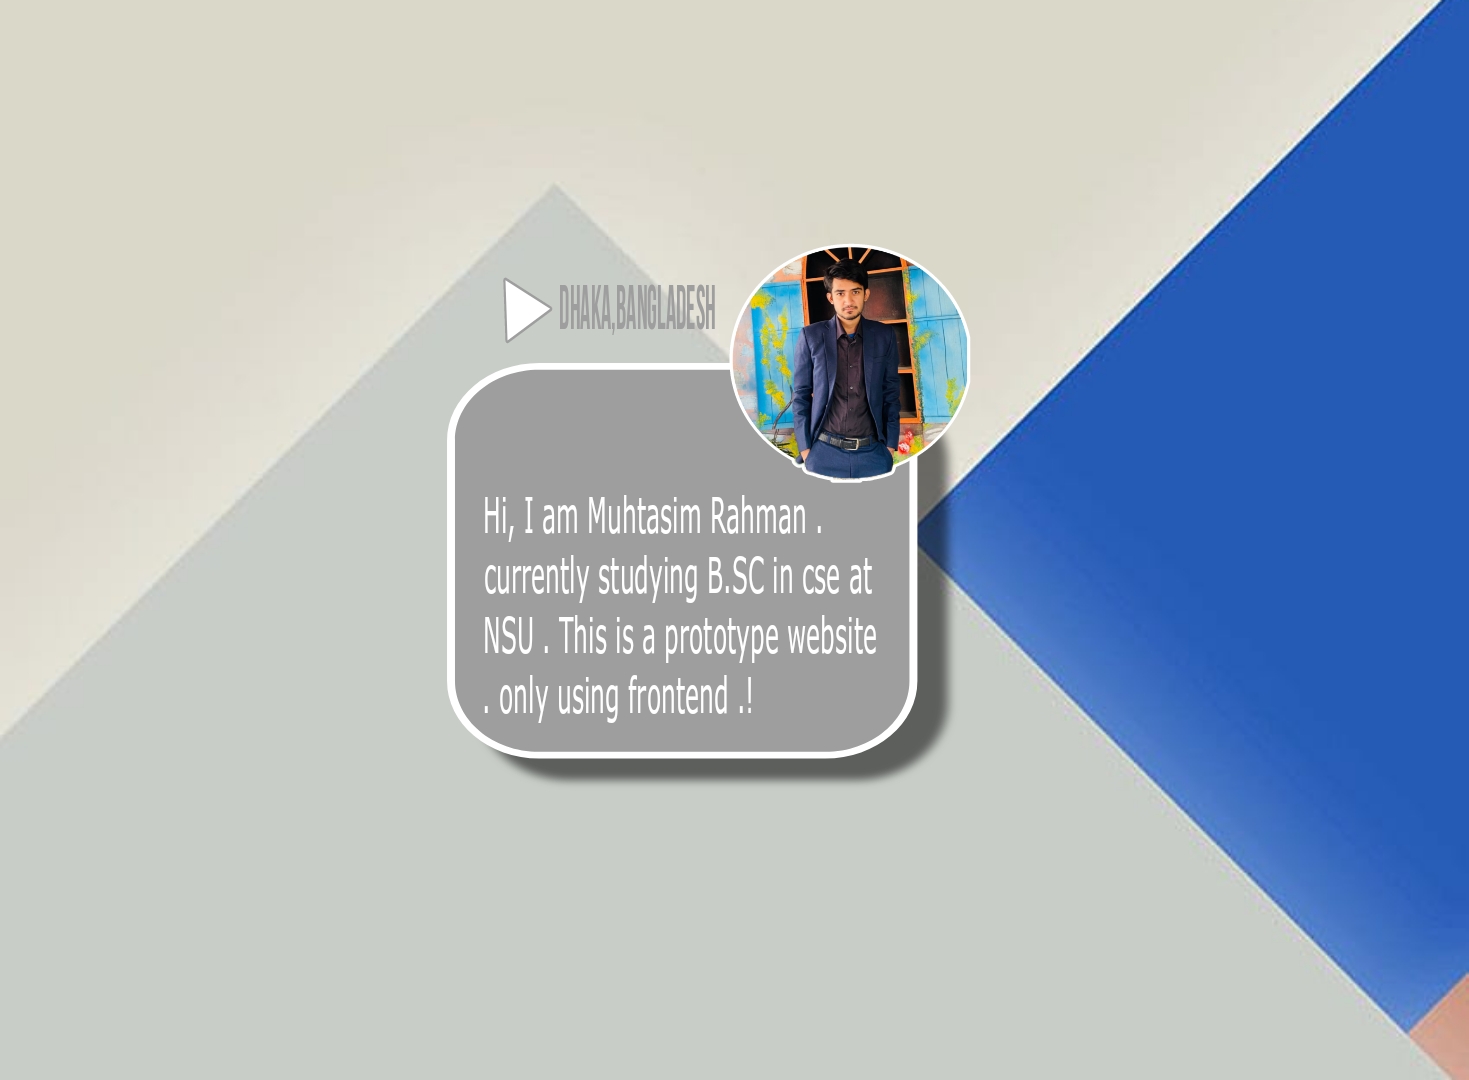 DHAKA,BANGLADESH
Hi, I am Muhtasim Rahman .
currently studying B.SC in cse at
NSU . This is a prototype website
. only using frontend .!